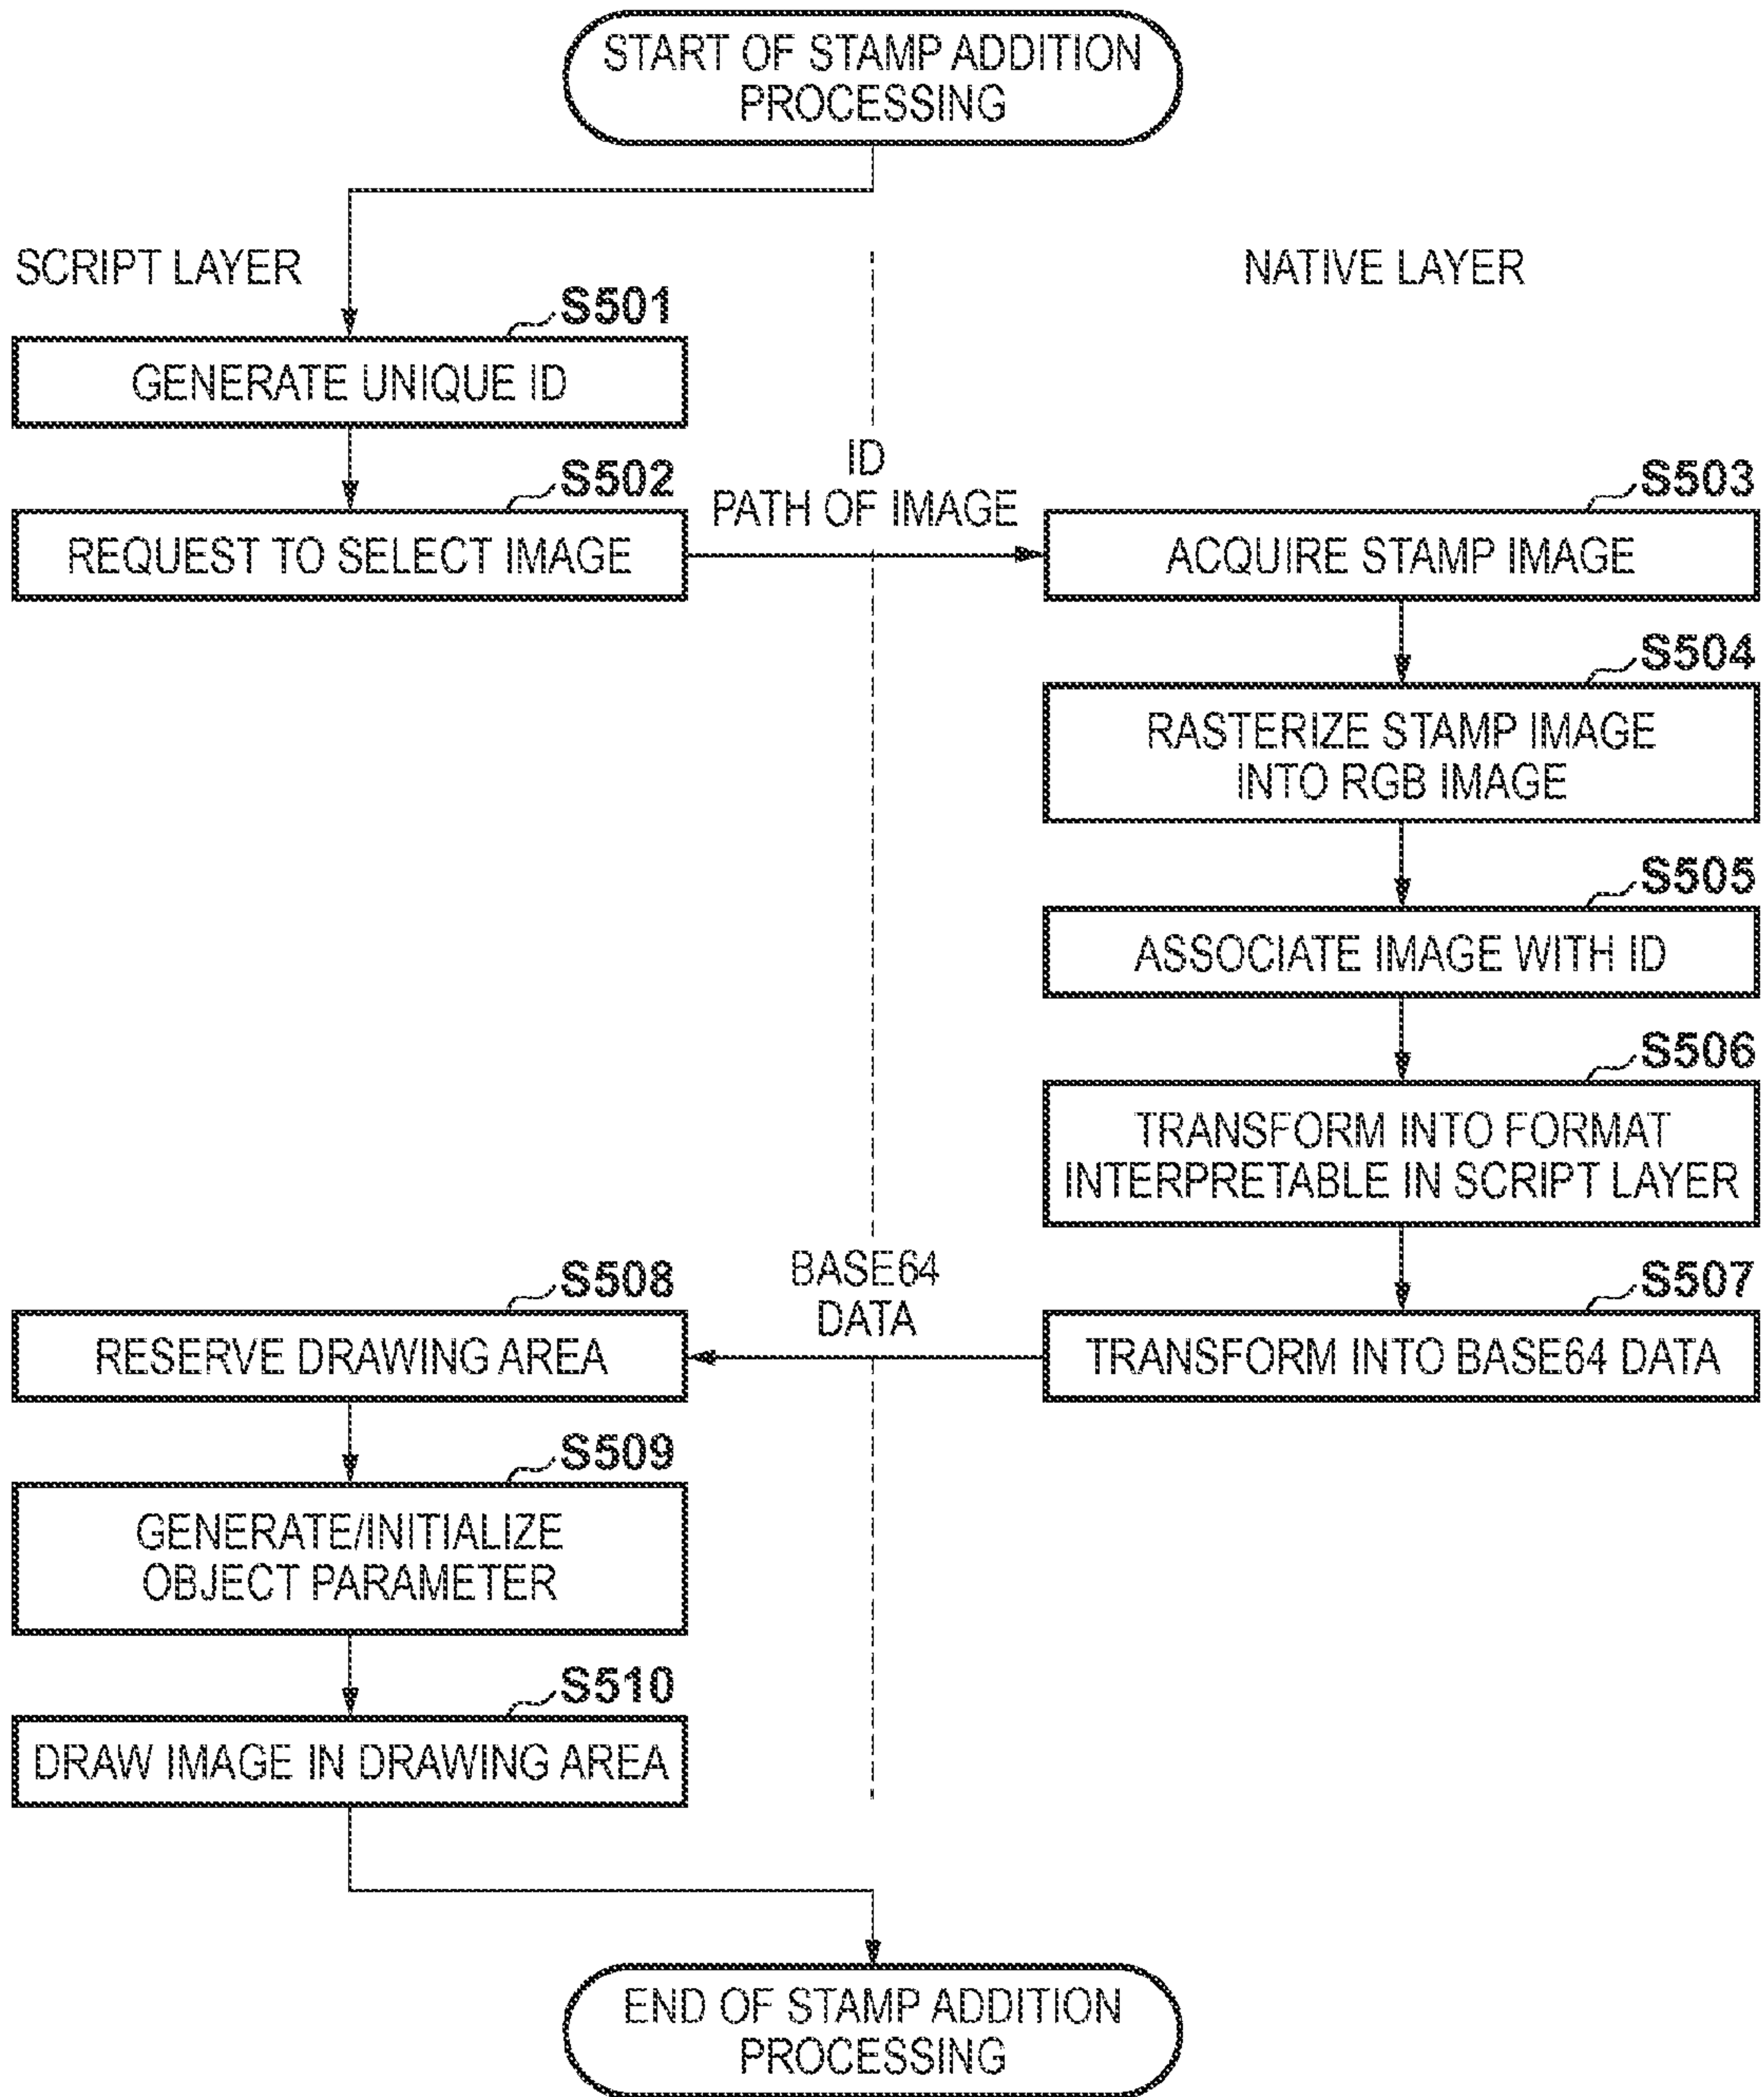 START OF STAMP ADDITION
PROCESSING
SCRIPT LAYER
NATIVE LAYER
S501
GENERATE UNIQUE ID
S502
REQUEST TO SELECT IMAGE
ID
PATH OF IMAGE
S503
ACQUIRE STAMP IMAGE
S504
RASTERIZE STAMP IMAGE
INTO RGB IMAGE
S505
ASSOCIATE IMAGE WITH ID
S506
TRANSFORM INTO FORMAT
INTERPRETABLE IN SCRIPT LAYER
S507
TRANSFORM INTO BASE64 DATA
BASE64
DATA
S508
RESERVE DRAWING AREA
S509
GENERATE/INITIALIZE
OBJECT PARAMETER
S510
DRAW IMAGE IN DRAWING AREA
END OF STAMP ADDITION
PROCESSING